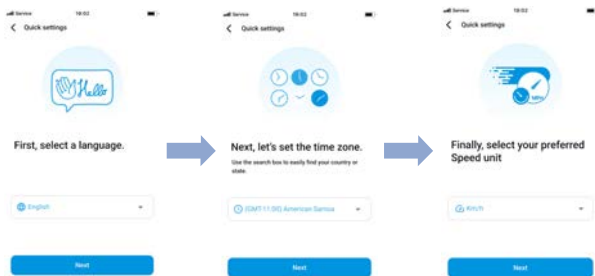 Service
18:02
Quick settings
Hello
First, select a language.
English
Next
Service
18:02
Quick settings
Next, let's set the time zone.
Use the search box to easily find your country or
state.
(GMT-11:00) American Samoa
Next
Service
18:02
Quick settings
MPH
Finally, select your preferred
Speed unit
Km/h
Next